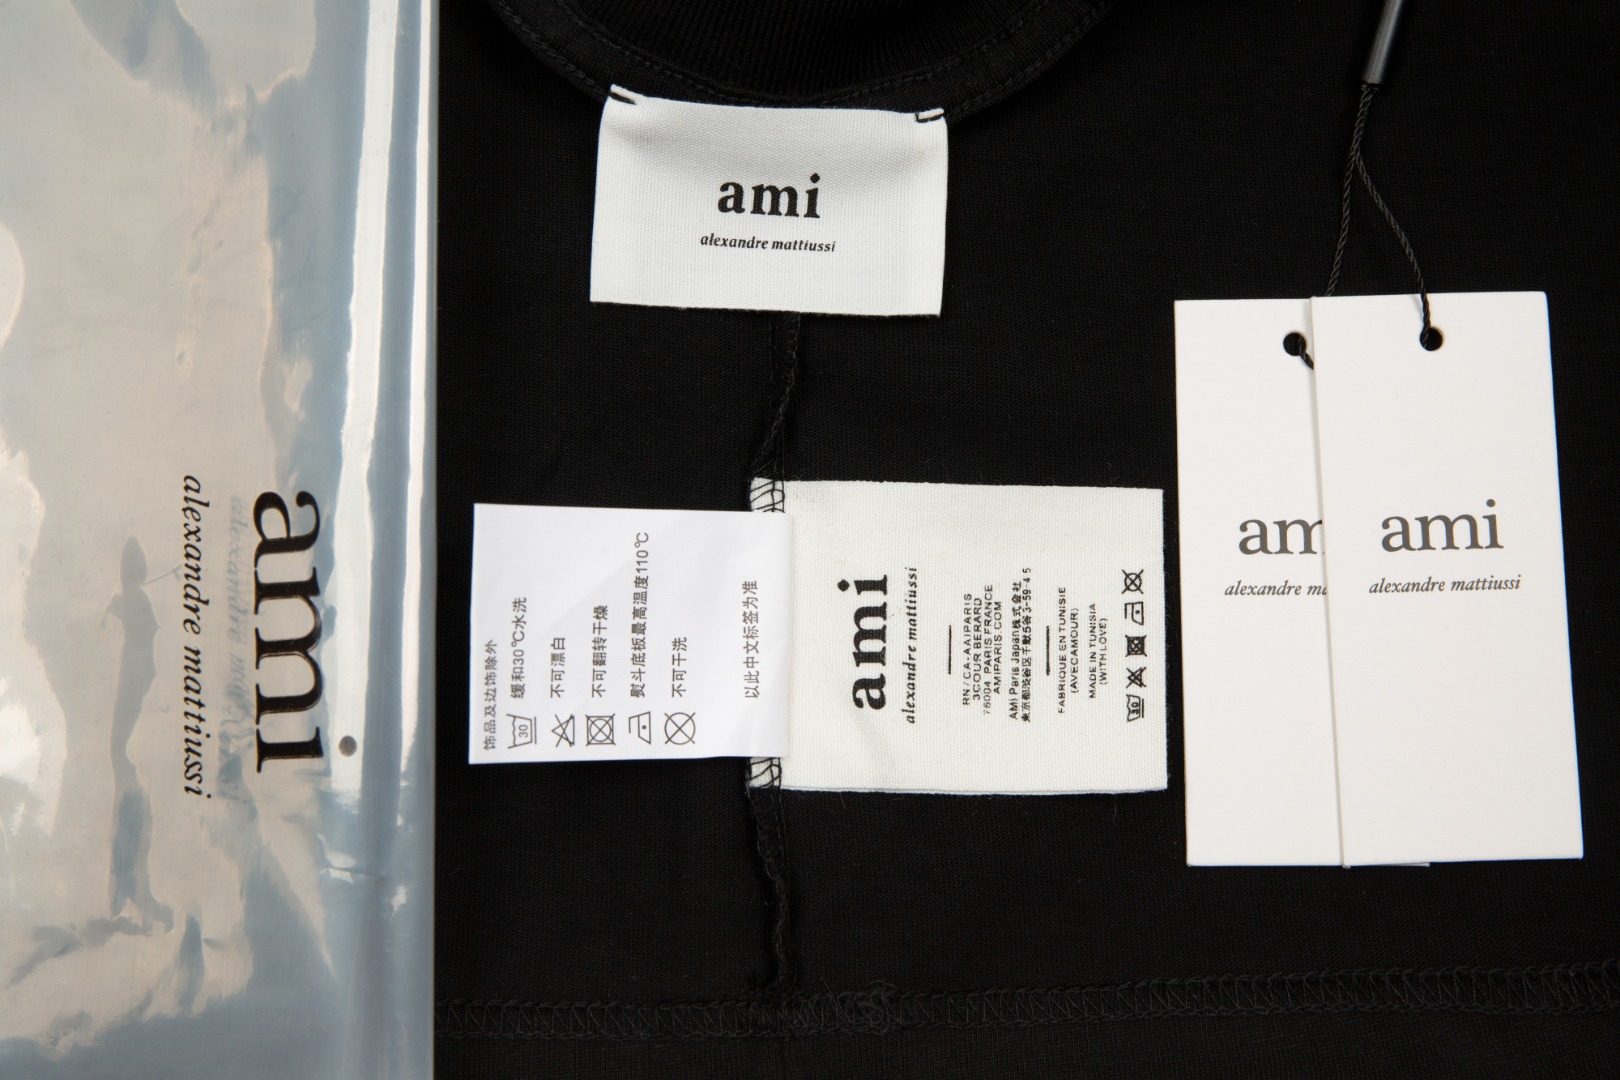 ami
alexandre mattiussi
ami
alexandre mattiussi
饰品及边饰除外
缓和30℃水洗
不可漂白
不可翻转干燥
熨斗底板最高温度110℃
不可干洗
以此中文标签为准
30
ami
alexandre mattiussi
RN/CA-AAIPARIS
3COUR BERARD
75004 PARIS FRANCE
AMIPARIS.COM
AMI Paris Japan株式会社
FABRIQUE EN TUNISIE
(AVECAMOUR)
MADE IN TUNISIA
(WITH LOVE)
30
am
alexandre ma
ami
alexandre mattiussi